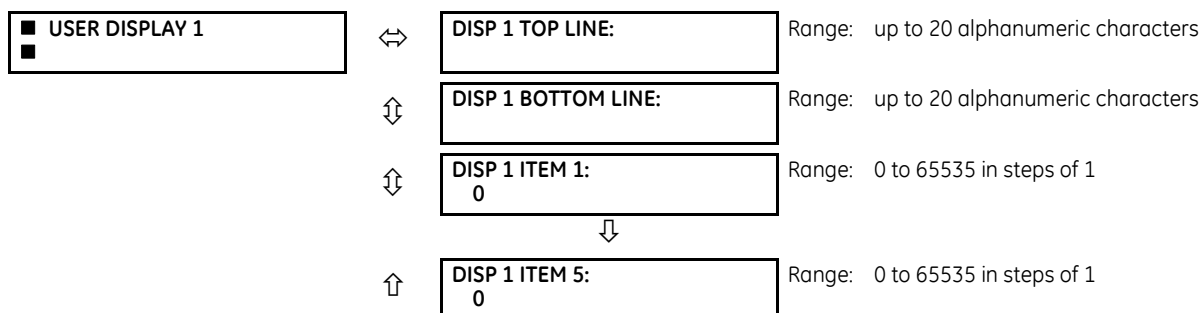 ■ USER DISPLAY 1
■
DISP 1 TOP LINE:
Range: up to 20 alphanumeric characters
DISP 1 BOTTOM LINE:
Range: up to 20 alphanumeric characters
DISP 1 ITEM 1:
0
Range: 0 to 65535 in steps of 1
DISP 1 ITEM 5:
0
Range: 0 to 65535 in steps of 1